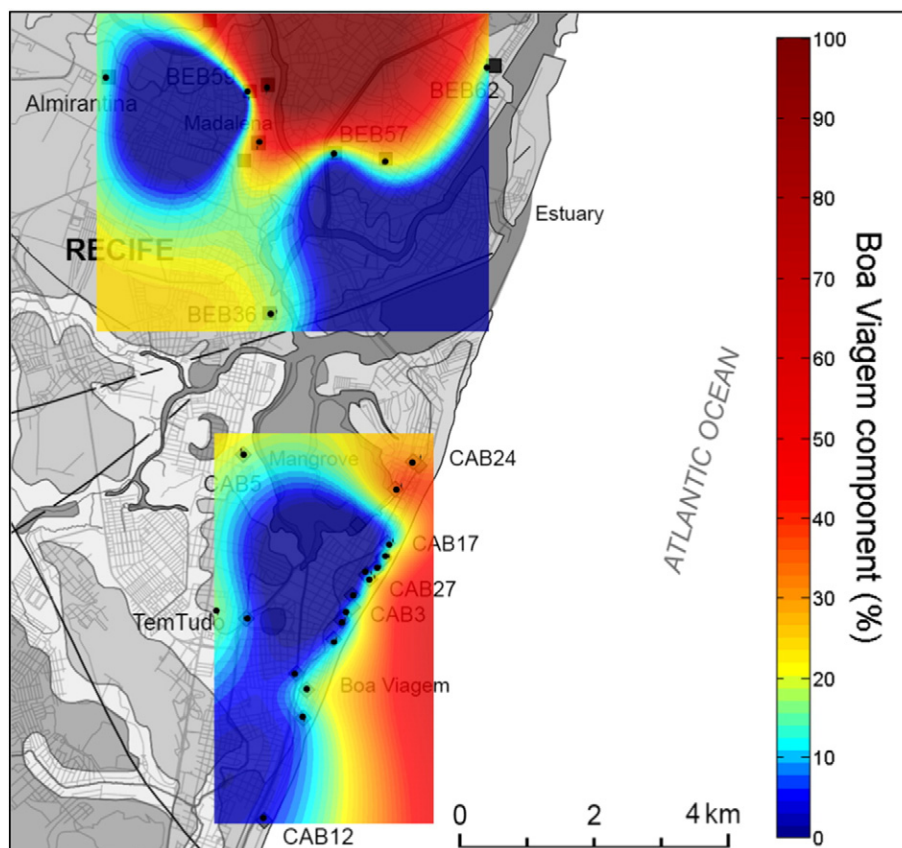 BEB59
BEB62
Almirantina
Madalena
BEB57
Estuary
RECIFE
BEB36
ATLANTIC OCEAN
Mangrove
CAB24
CAB5
CAB17
CAB27
CAB3
TemTudo
Boa Viagem
CAB12
0 2 4 km
100
90
80
70
60
50
40
30
20
10
0
Boa Viagem component (%)